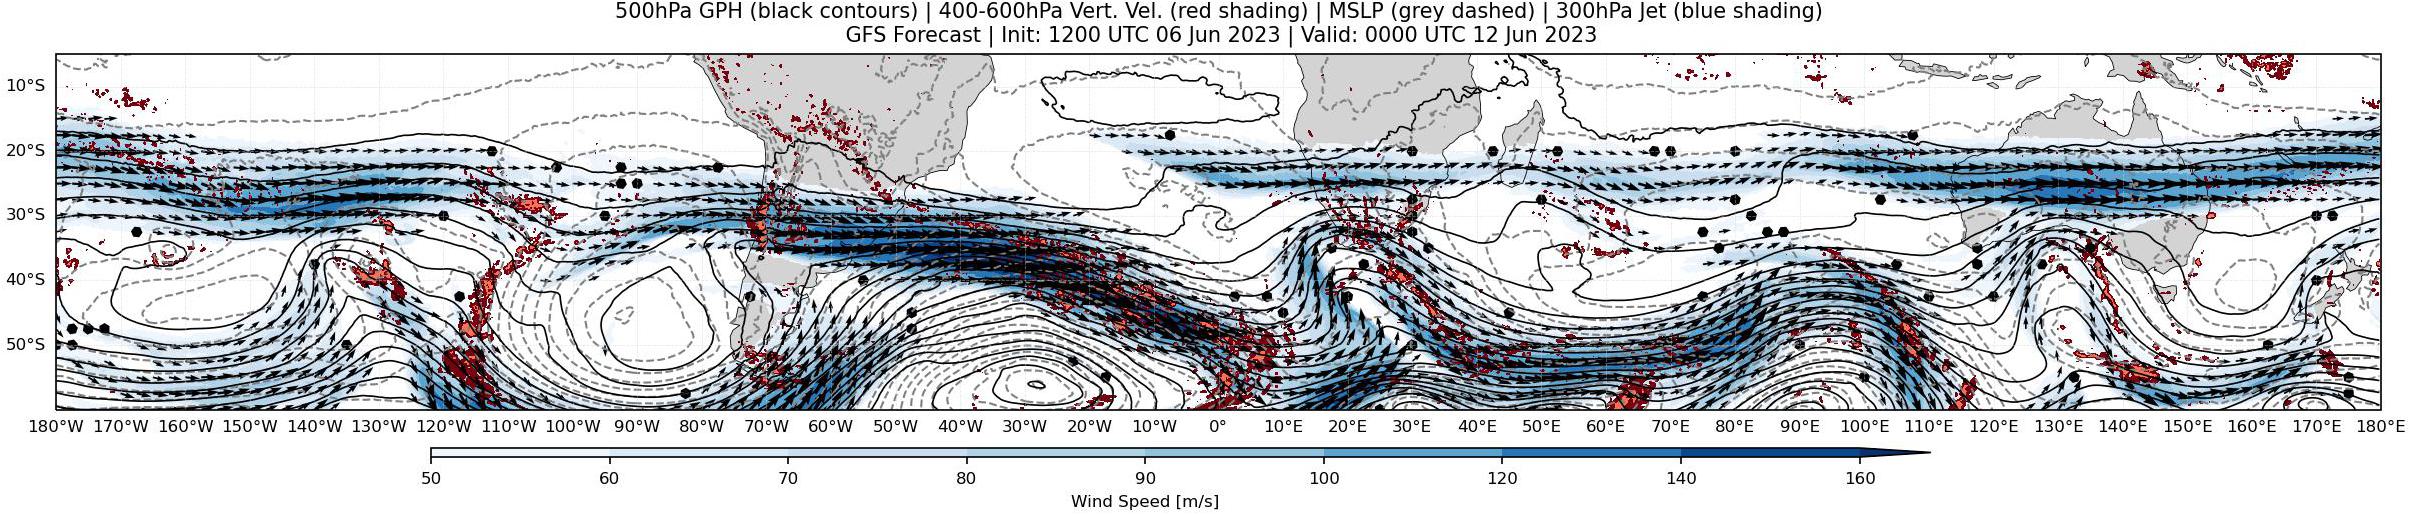 500hPa GPH (black contours) | 400-600hPa Vert. Vel. (red shading) | MSLP (grey dashed) | 300hPa Jet (blue shading)
GFS Forecast | Init: 1200 UTC 06 Jun 2023 | Valid: 0000 UTC 12 Jun 2023
10°S
20°S
30°S
40°S
50°S
180°W 170°W 160°W 150°W 140°W 130°W 120°W 110°W 100°W 90°W 80°W 70°W 60°W 50°W 40°W 30°W 20°W 10°W 0° 10°E 20°E 30°E 40°E 50°E 60°E 70°E 80°E 90°E 100°E 110°E 120°E 130°E 140°E 150°E 160°E 170°E 180°E
50 60 70 80 90 100 120 140 160
Wind Speed [m/s]